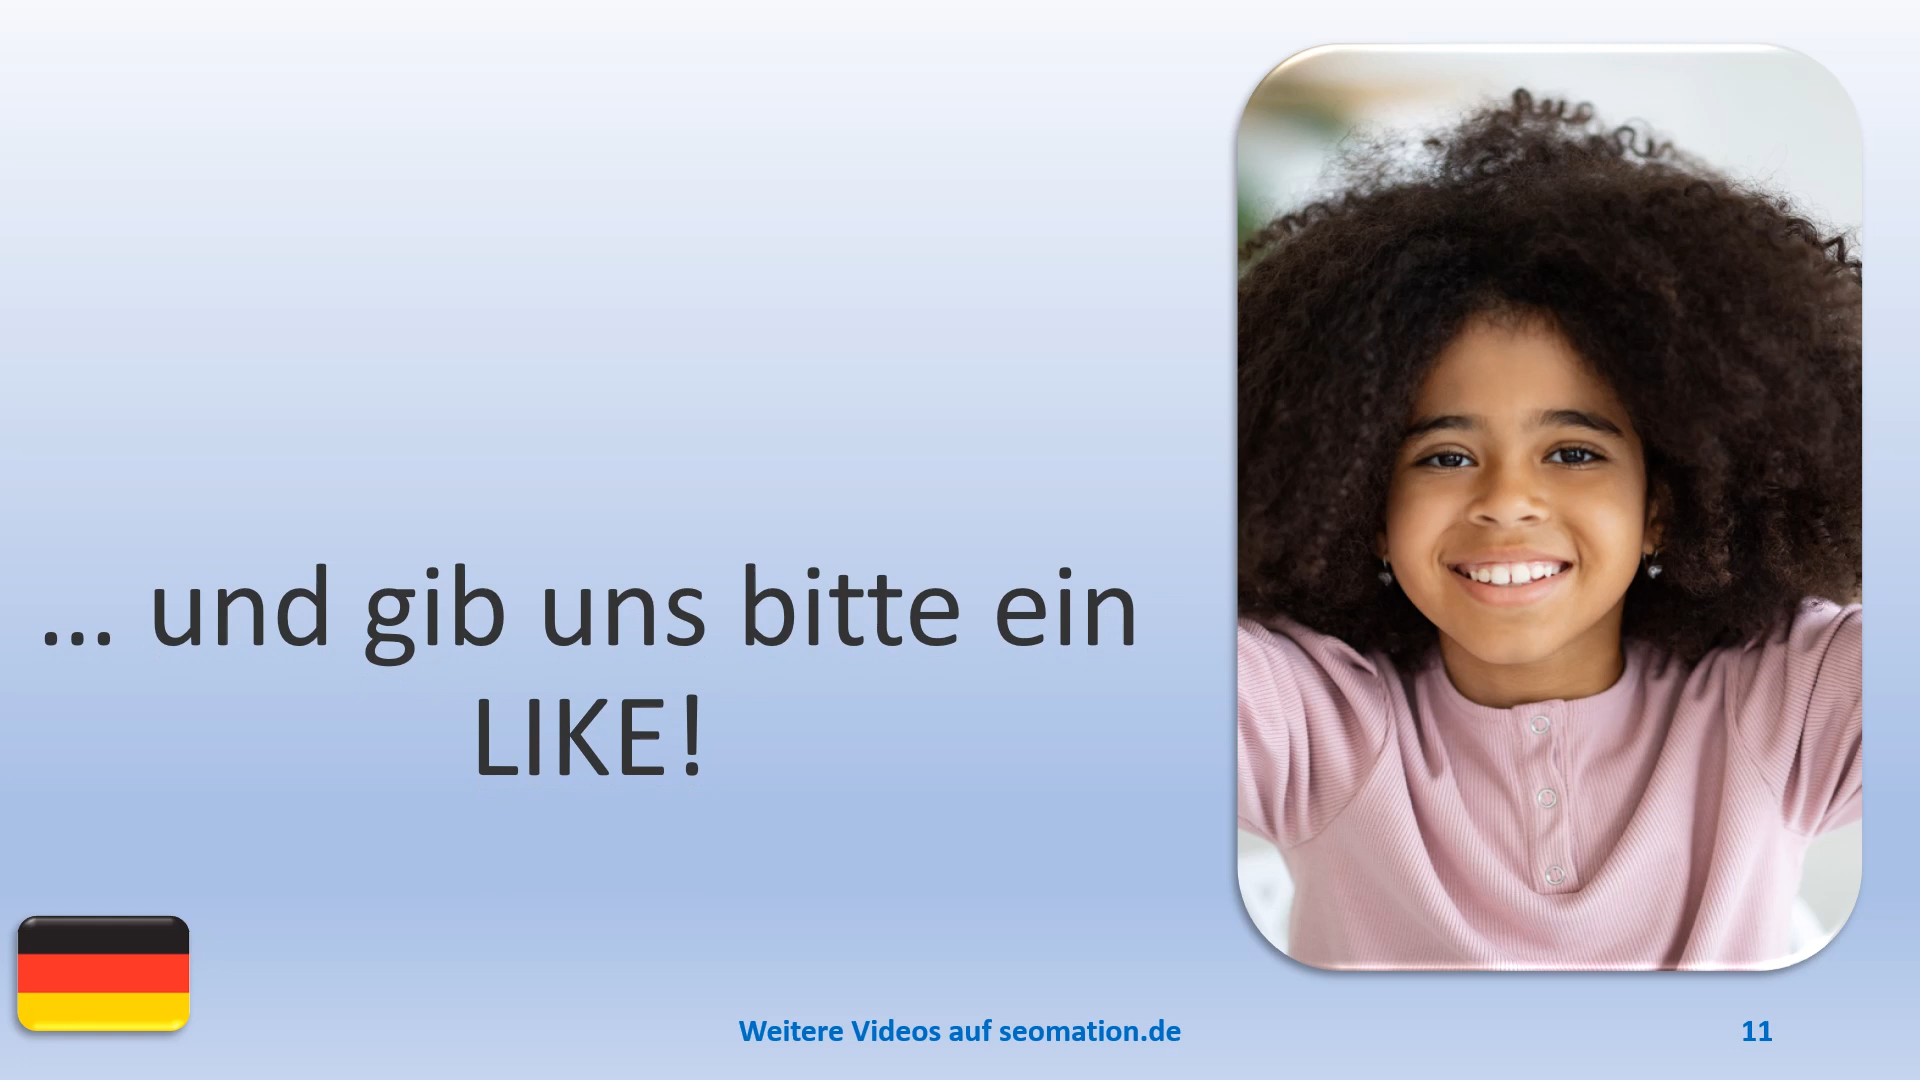 ... und gib uns bitte ein
LIKE!
Weitere Videos auf seomation.de
11